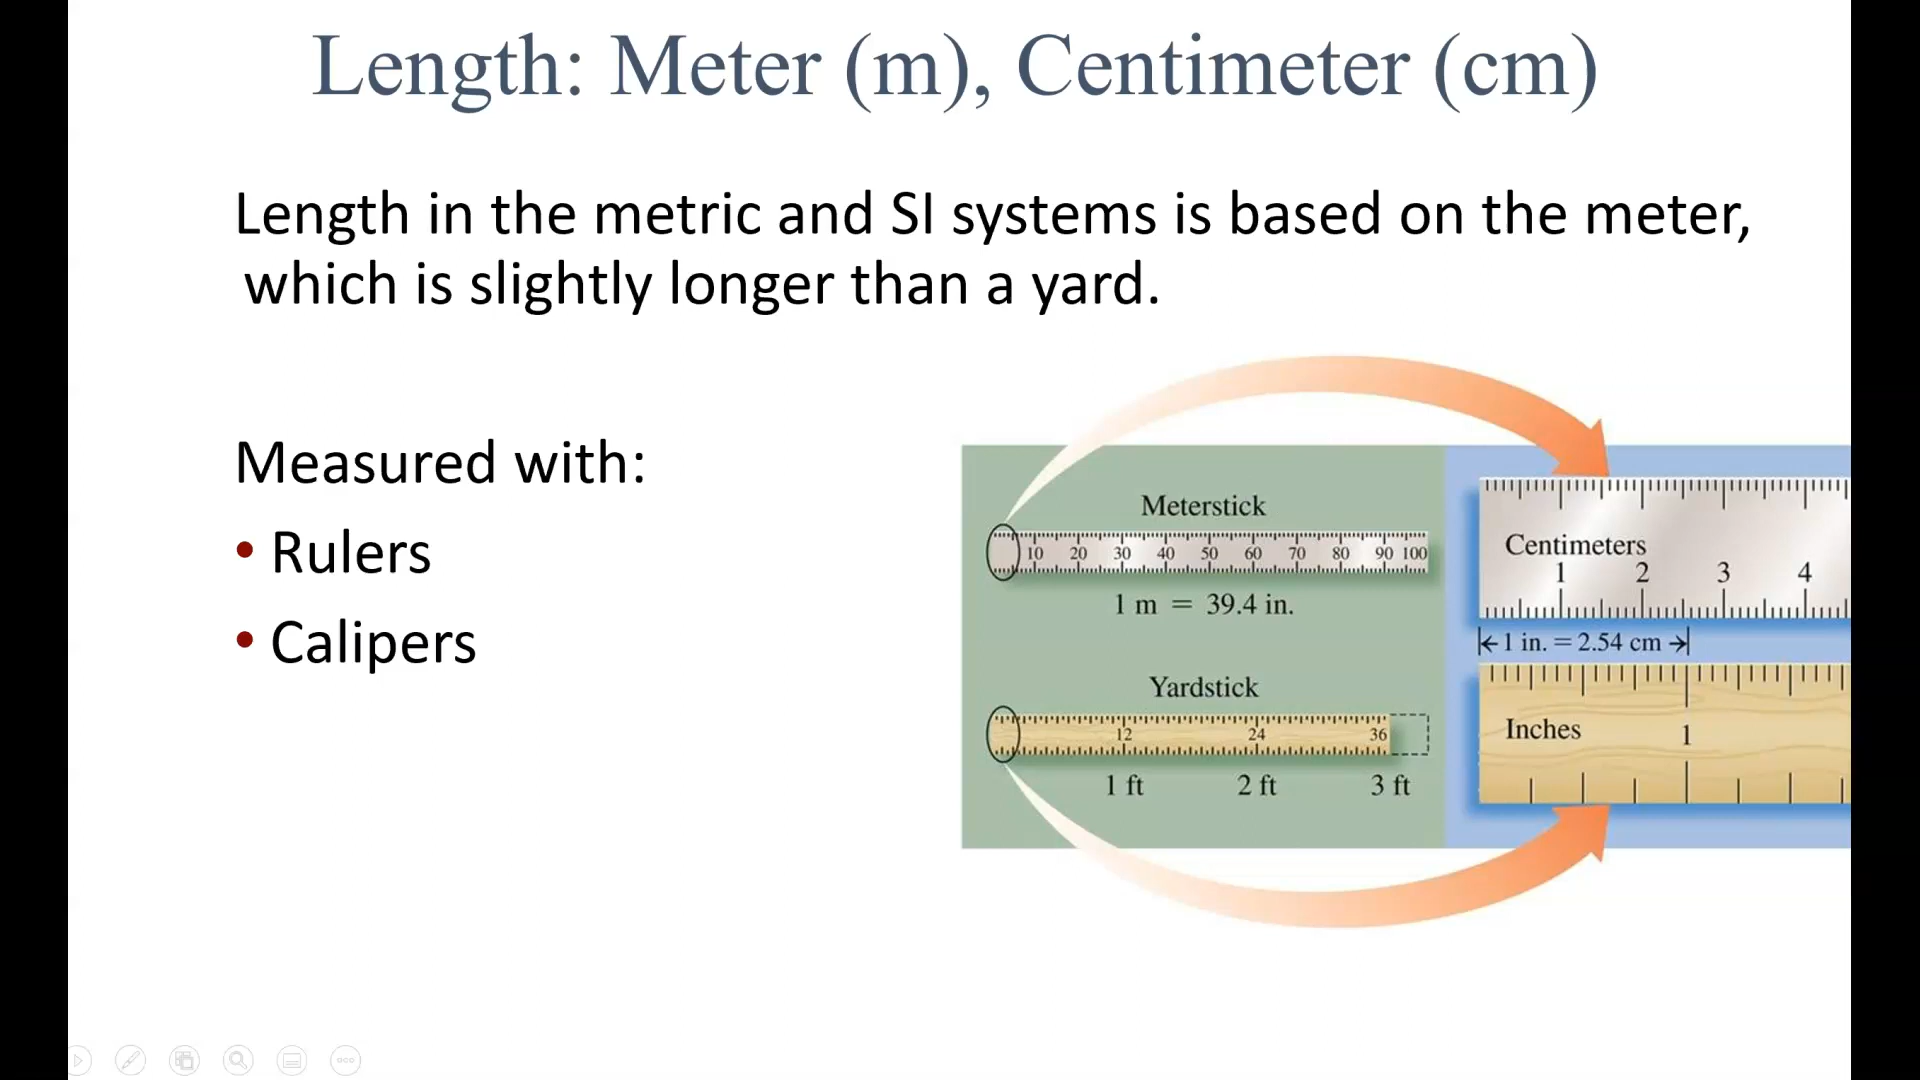 Length: Meter (m), Centimeter (cm)
Length in the metric and SI systems is based on the meter,
which is slightly longer than a yard.
Measured with:
• Rulers
• Calipers
Meterstick
10 20 30 40 50 60 70 80 90 100
1 m = 39.4 in.
Yardstick
12 24 36
1 ft 2 ft 3 ft
Centimeters
1 2 3 4
1 in. = 2.54 cm
Inches 1